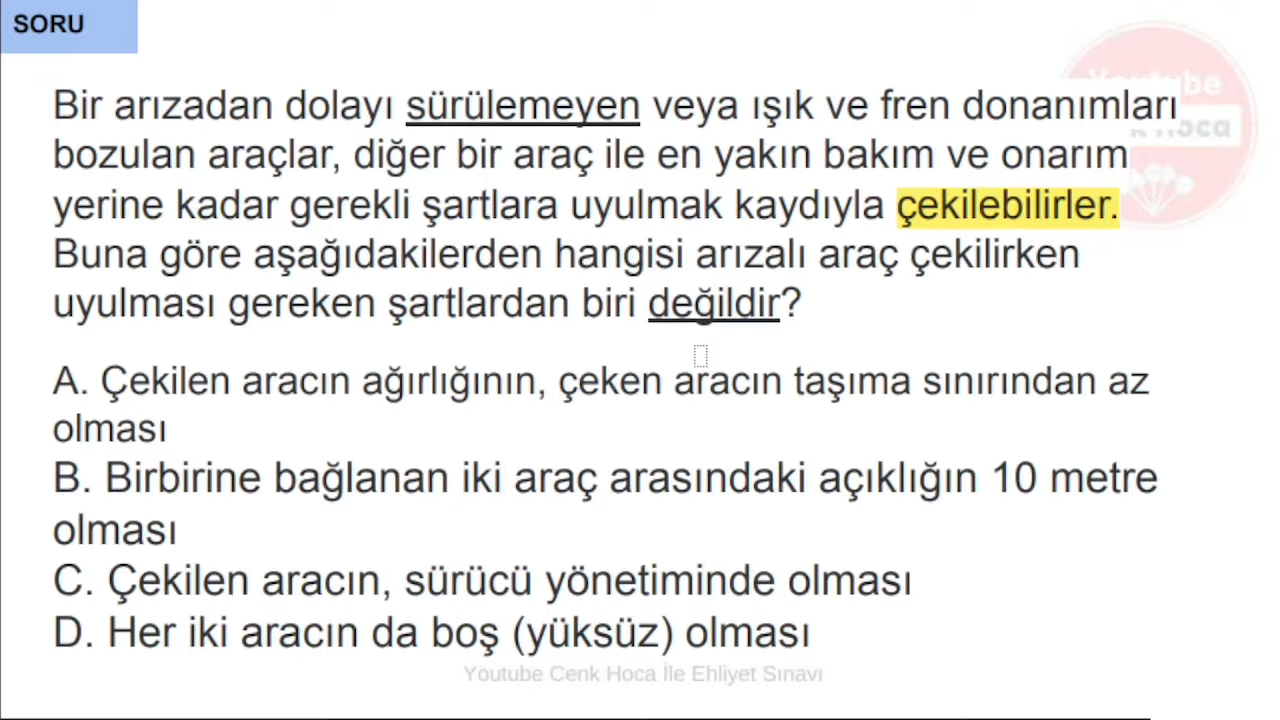 SORU
Bir arızadan dolayı sürülemeyen veya ışık ve fren donanımları
bozulan araçlar, diğer bir araç ile en yakın bakım ve onarım
yerine kadar gerekli şartlara uyulmak kaydıyla çekilebilirler.
Buna göre aşağıdakilerden hangisi arızalı araç çekilirken
uyulması gereken şartlardan biri değildir?
A. Çekilen aracın ağırlığının, çeken aracın taşıma sınırından az
olması
B. Birbirine bağlanan iki araç arasındaki açıklığın 10 metre
olması
C. Çekilen aracın, sürücü yönetiminde olması
D. Her iki aracın da boş (yüksüz) olması
Youtube Cenk Hoca İle Ehliyet Sınavı